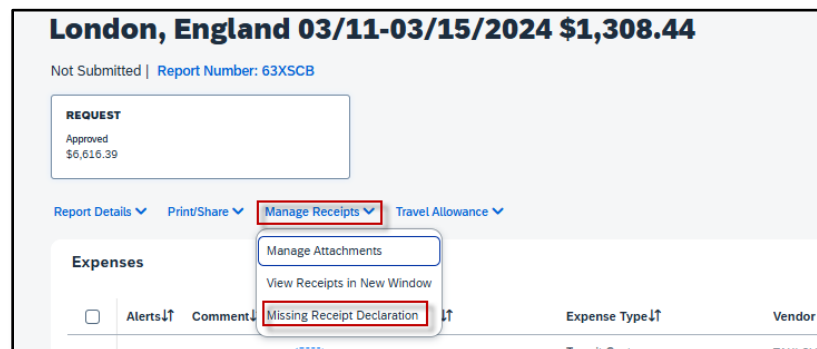 London, England 03/11-03/15/2024 $1,308.44
Not Submitted | Report Number: 63XSCB
REQUEST
Approved
$6,616.39
Report Details Print/Share Manage Receipts Travel Allowance
Manage Attachments
Expenses
View Receipts in New Window
Alerts↓↑ Comment↓ Missing Receipt Declaration ↓↑ Expense Type↓↑ Vendor